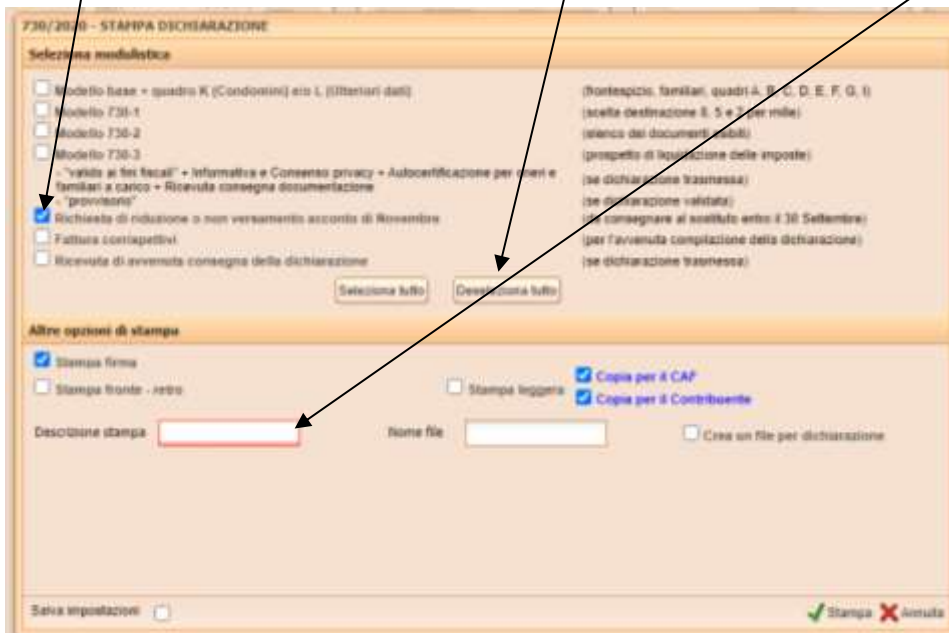 730/2020 - STAMPA DICHIARAZIONE
Seleziona modulistica
Modello base + quadro K (Condomini) e/o L (Ulteriori dati) (frontespizio, familiari, quadri A, B, C, D, E, F, G, I)
Modello 730-1 (scelta destinazione 8, 5 e 2 per mille)
Modello 730-2 (elenco dei documenti esibiti)
Modello 730-3 (prospetto di liquidazione delle imposte)
- "valido ai fini fiscali" + Informativa e Consenso privacy + Autocertificazione per oneri e familiari a carico + Ricevuta consegna documentazione (se dichiarazione trasmessa)
- "provvisorio" (se dichiarazione validata)
Richiesta di riduzione o non versamento acconto di Novembre (da consegnare al sostituto entro il 30 Settembre)
Fattura corrispettivi (per l'avvenuta compilazione della dichiarazione)
Ricevuta di avvenuta consegna della dichiarazione (se dichiarazione trasmessa)
Seleziona tutto Deseleziona tutto
Altre opzioni di stampa
Stampa firma
Stampa fronte - retro Stampa leggera Copia per il CAF
Copia per il Contribuente
Descrizione stampa Nome file Crea un file per dichiarazione
Salva impostazioni Stampa Annulla